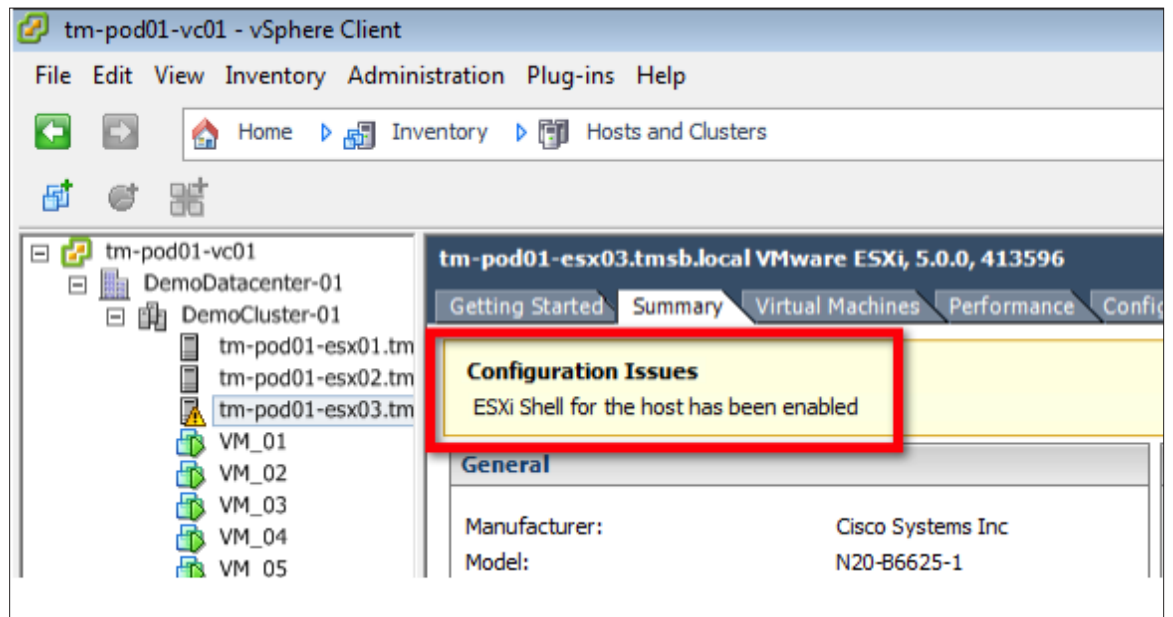 tm-pod01-vc01 - vSphere Client
File Edit View Inventory Administration Plug-ins Help
Home Inventory Hosts and Clusters
tm-pod01-vc01
DemoDatacenter-01
DemoCluster-01
tm-pod01-esx01.tm
tm-pod01-esx02.tm
tm-pod01-esx03.tm
VM_01
VM_02
VM_03
VM_04
VM_05
tm-pod01-esx03.tmsb.local VMware ESXi, 5.0.0, 413596
Getting Started Summary Virtual Machines Performance Config
Configuration Issues
ESXi Shell for the host has been enabled
General
Manufacturer: Cisco Systems Inc
Model: N20-B6625-1